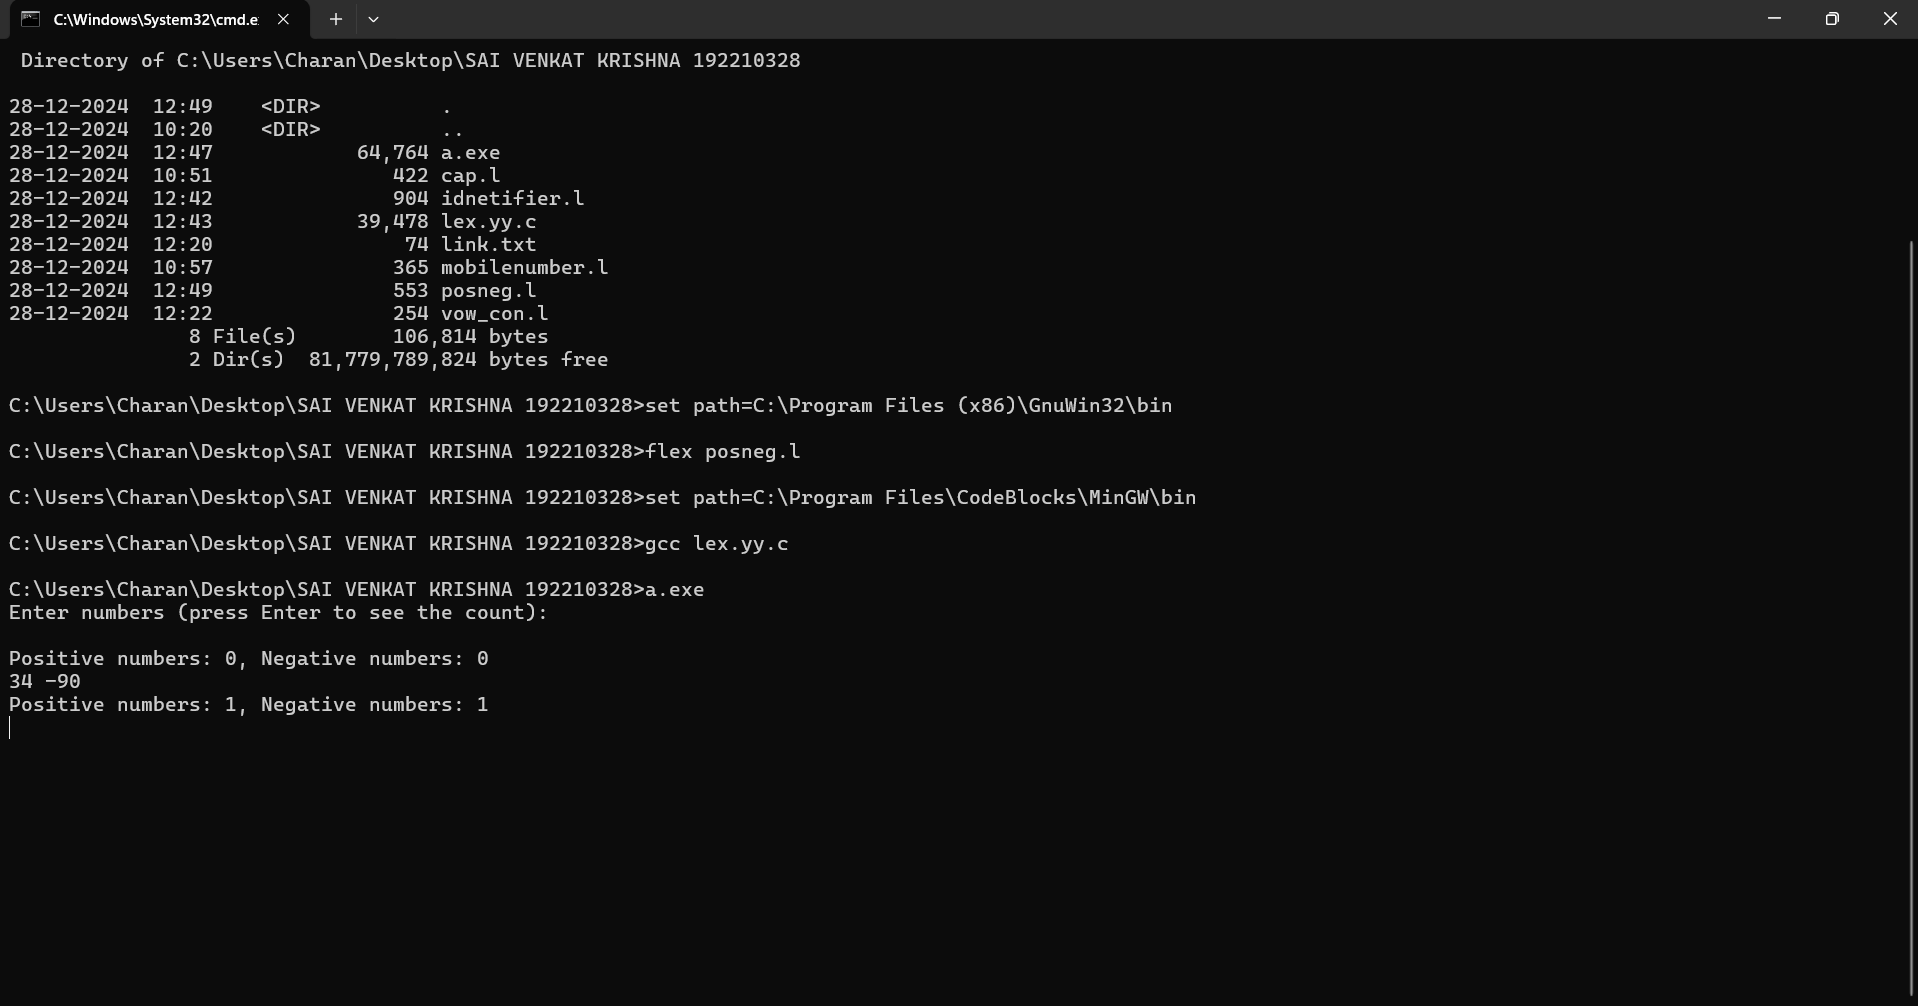 C:\Windows\System32\cmd.e
Directory of C:\Users\Charan\Desktop\SAI VENKAT KRISHNA 192210328
28-12-2024  12:49    <DIR>          .
28-12-2024  10:20    <DIR>          ..
28-12-2024  12:47            64,764 a.exe
28-12-2024  10:51               422 cap.l
28-12-2024  12:42               904 idnetifier.l
28-12-2024  12:43            39,478 lex.yy.c
28-12-2024  12:20                74 link.txt
28-12-2024  10:57               365 mobilenumber.l
28-12-2024  12:49               553 posneg.l
28-12-2024  12:22               254 vow_con.l
8 File(s)        106,814 bytes
2 Dir(s)  81,779,789,824 bytes free
C:\Users\Charan\Desktop\SAI VENKAT KRISHNA 192210328>set path=C:\Program Files (x86)\GnuWin32\bin
C:\Users\Charan\Desktop\SAI VENKAT KRISHNA 192210328>flex posneg.l
C:\Users\Charan\Desktop\SAI VENKAT KRISHNA 192210328>set path=C:\Program Files\CodeBlocks\MinGW\bin
C:\Users\Charan\Desktop\SAI VENKAT KRISHNA 192210328>gcc lex.yy.c
C:\Users\Charan\Desktop\SAI VENKAT KRISHNA 192210328>a.exe
Enter numbers (press Enter to see the count):
Positive numbers: 0, Negative numbers: 0
34 -90
Positive numbers: 1, Negative numbers: 1